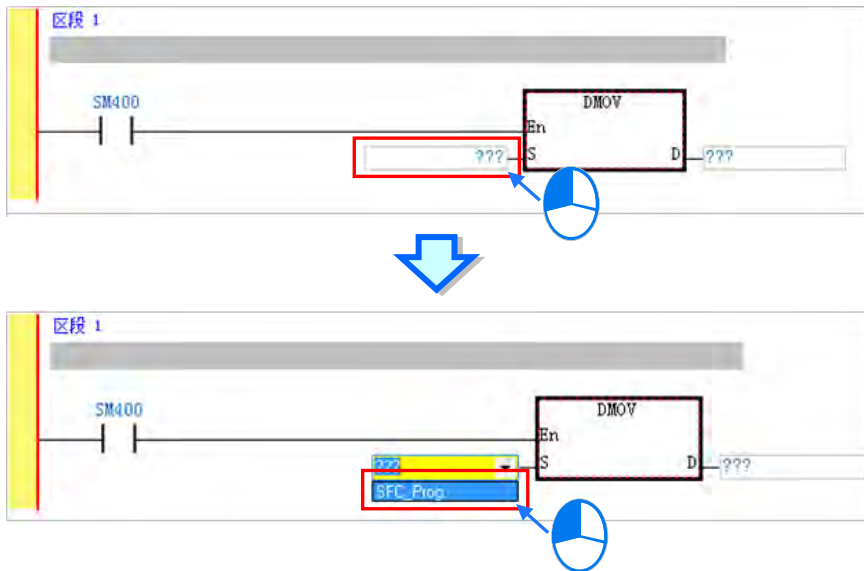 区段 1
SM400
DMOV
En
??? S D ???
区段 1
SM400
DMOV
En
??? S D ???
SFC_Prog.